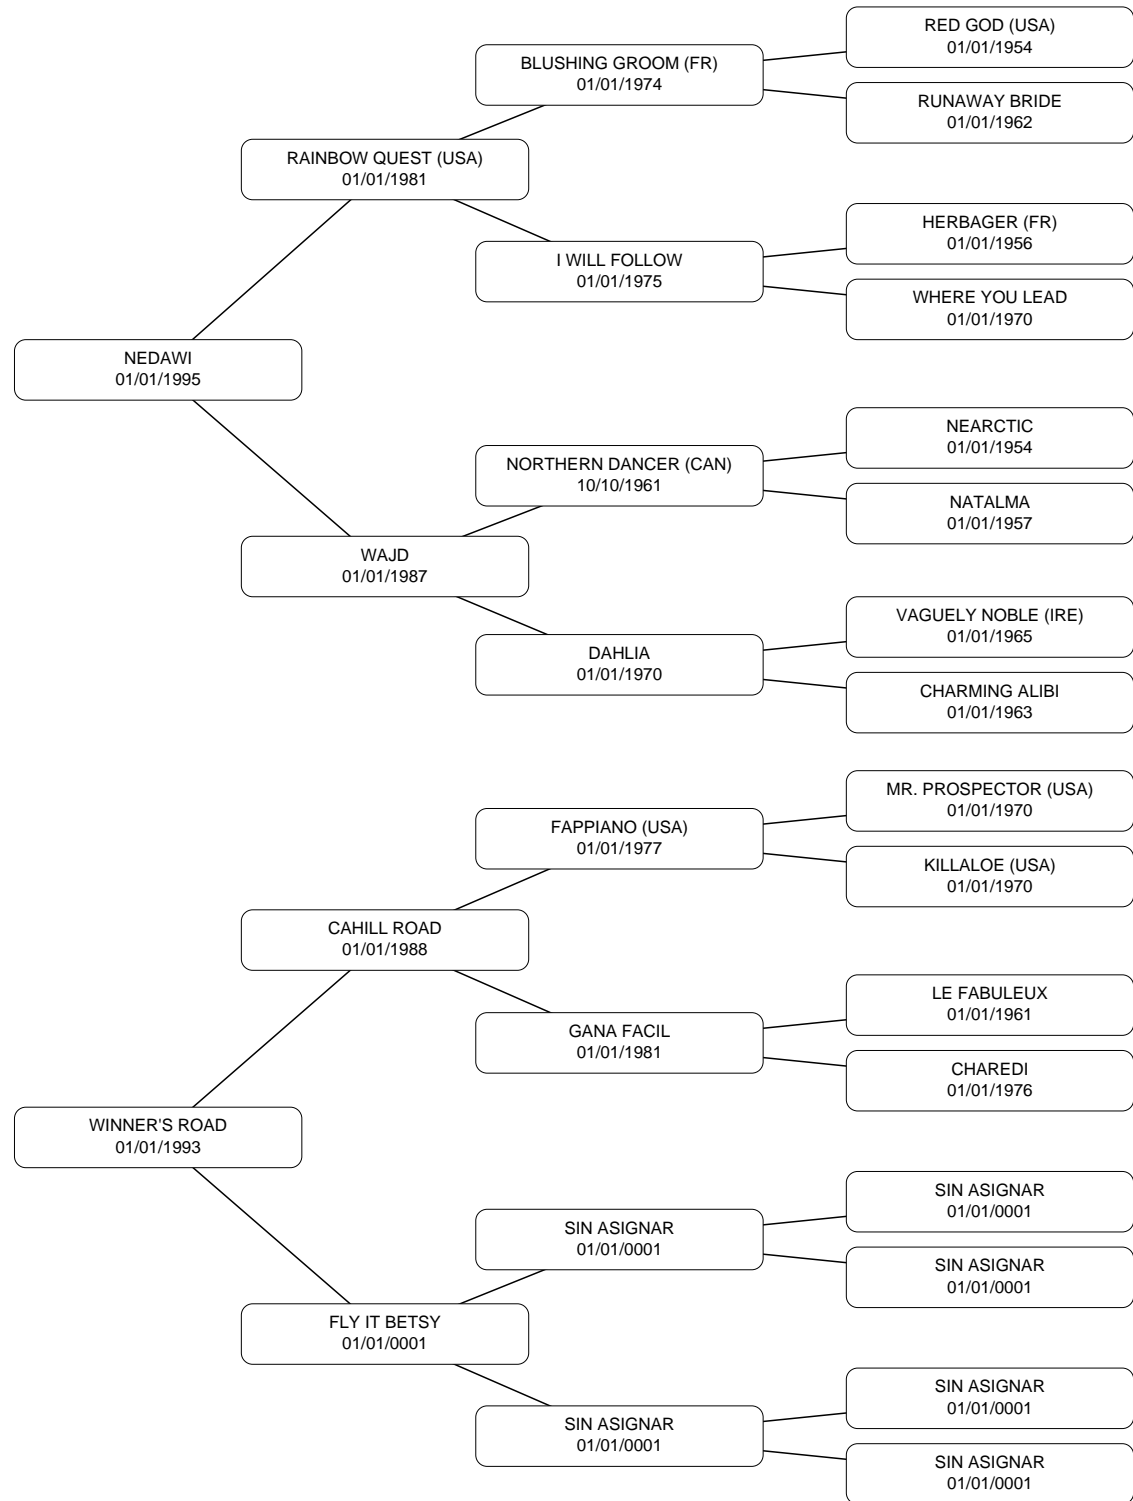 RED GOD (USA)
01/01/1954
BLUSHING GROOM (FR)
01/01/1974
RUNAWAY BRIDE
01/01/1962
RAINBOW QUEST (USA)
01/01/1981
HERBAGER (FR)
01/01/1956
I WILL FOLLOW
01/01/1975
WHERE YOU LEAD
01/01/1970
NEDAWI
01/01/1995
NEARCTIC
01/01/1954
NORTHERN DANCER (CAN)
10/10/1961
NATALMA
01/01/1957
WAJD
01/01/1987
VAGUELY NOBLE (IRE)
01/01/1965
DAHLIA
01/01/1970
CHARMING ALIBI
01/01/1963
MR. PROSPECTOR (USA)
01/01/1970
FAPPIANO (USA)
01/01/1977
KILLALOE (USA)
01/01/1970
CAHILL ROAD
01/01/1988
LE FABULEUX
01/01/1961
GANA FACIL
01/01/1981
CHAREDI
01/01/1976
WINNER'S ROAD
01/01/1993
SIN ASIGNAR
01/01/0001
SIN ASIGNAR
01/01/0001
SIN ASIGNAR
01/01/0001
FLY IT BETSY
01/01/0001
SIN ASIGNAR
01/01/0001
SIN ASIGNAR
01/01/0001
SIN ASIGNAR
01/01/0001